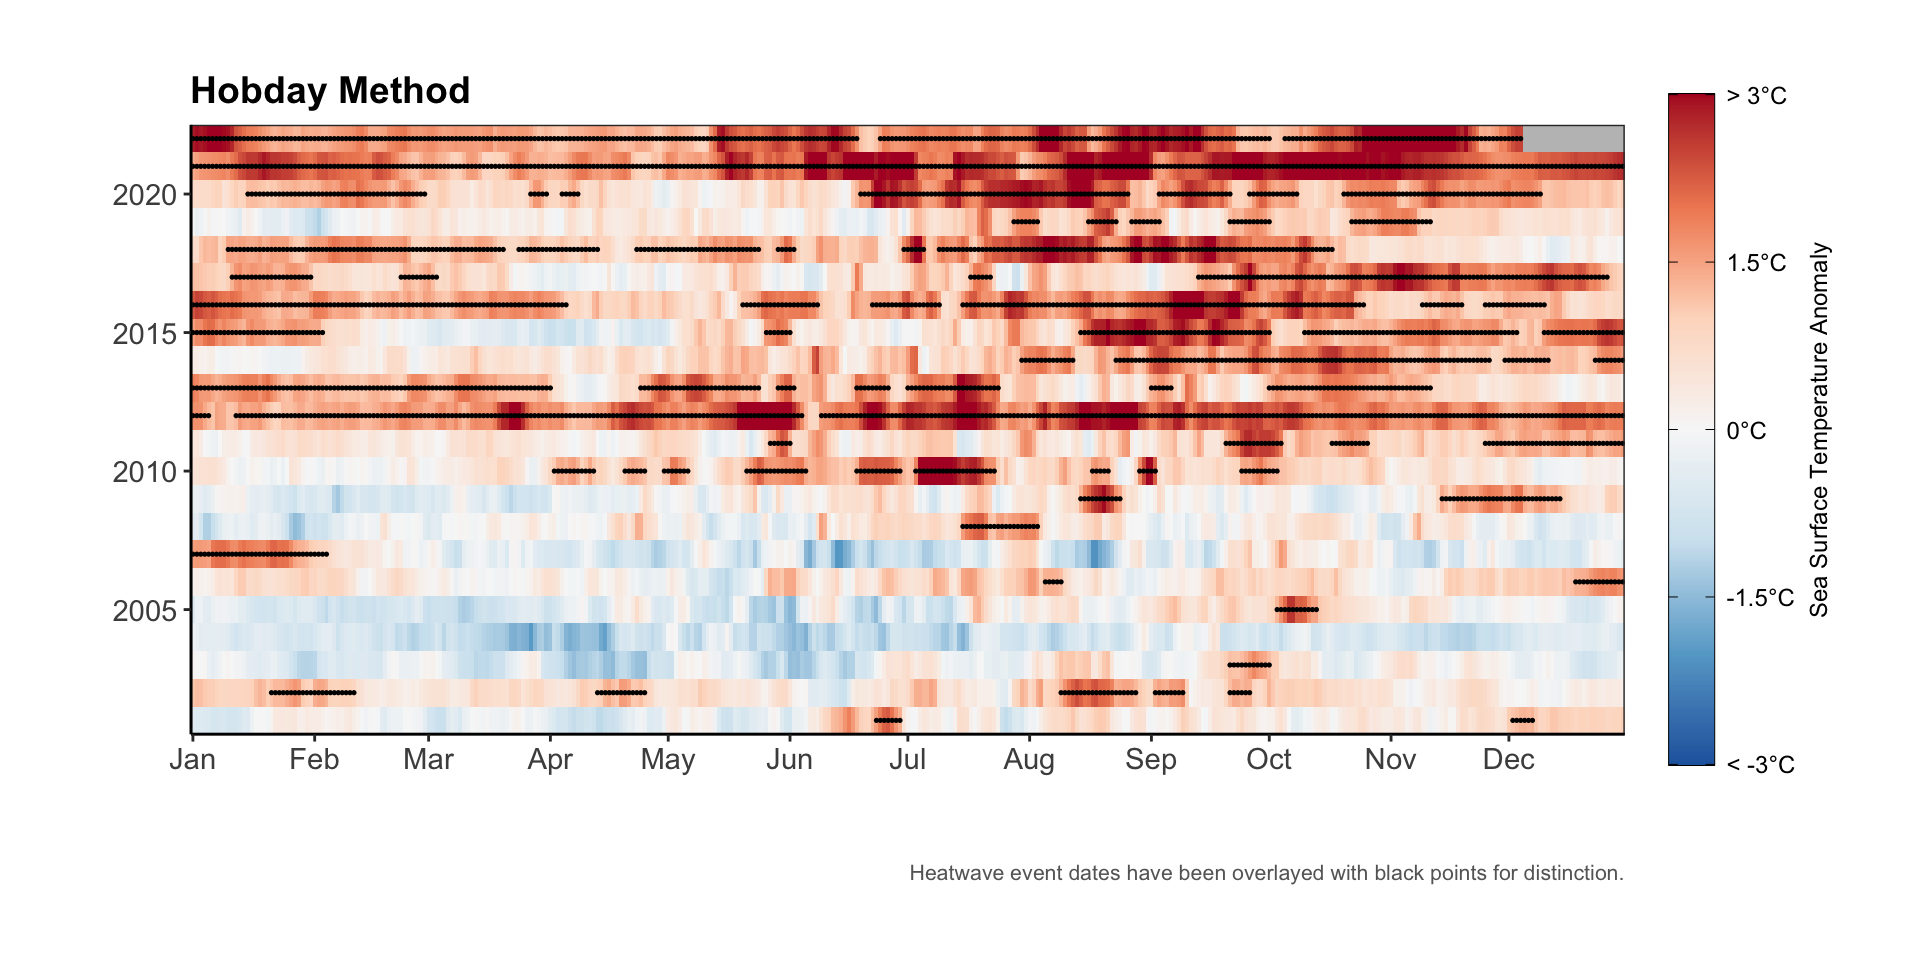 Hobday Method
2020
2015
2010
2005
Jan Feb Mar Apr May Jun Jul Aug Sep Oct Nov Dec
> 3°C
1.5°C
0°C
-1.5°C
< -3°C
Sea Surface Temperature Anomaly
Heatwave event dates have been overlayed with black points for distinction.